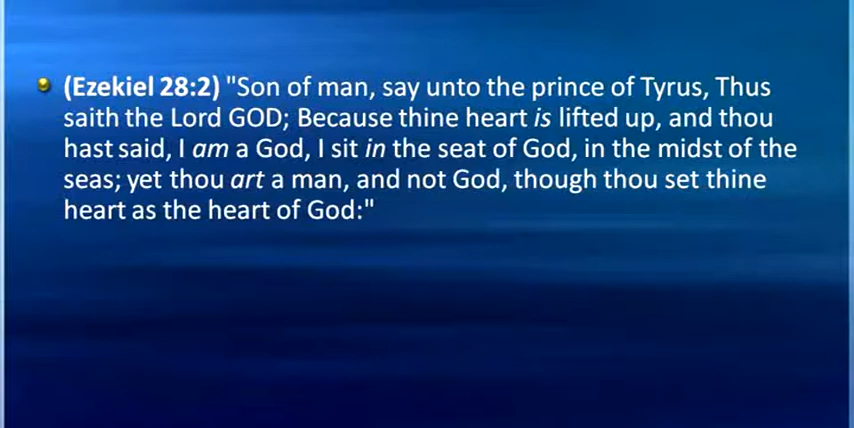 (Ezekiel 28:2) "Son of man, say unto the prince of Tyrus, Thus
saith the Lord GOD; Because thine heart is lifted up, and thou
hast said, I am a God, I sit in the seat of God, in the midst of the
seas; yet thou art a man, and not God, though thou set thine
heart as the heart of God:"